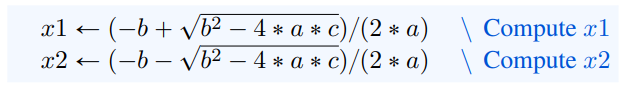 x1 ← (−b + √b² − 4 ∗ a ∗ c)/(2 ∗ a) \ Compute x1
x2 ← (−b − √b² − 4 ∗ a ∗ c)/(2 ∗ a) \ Compute x2